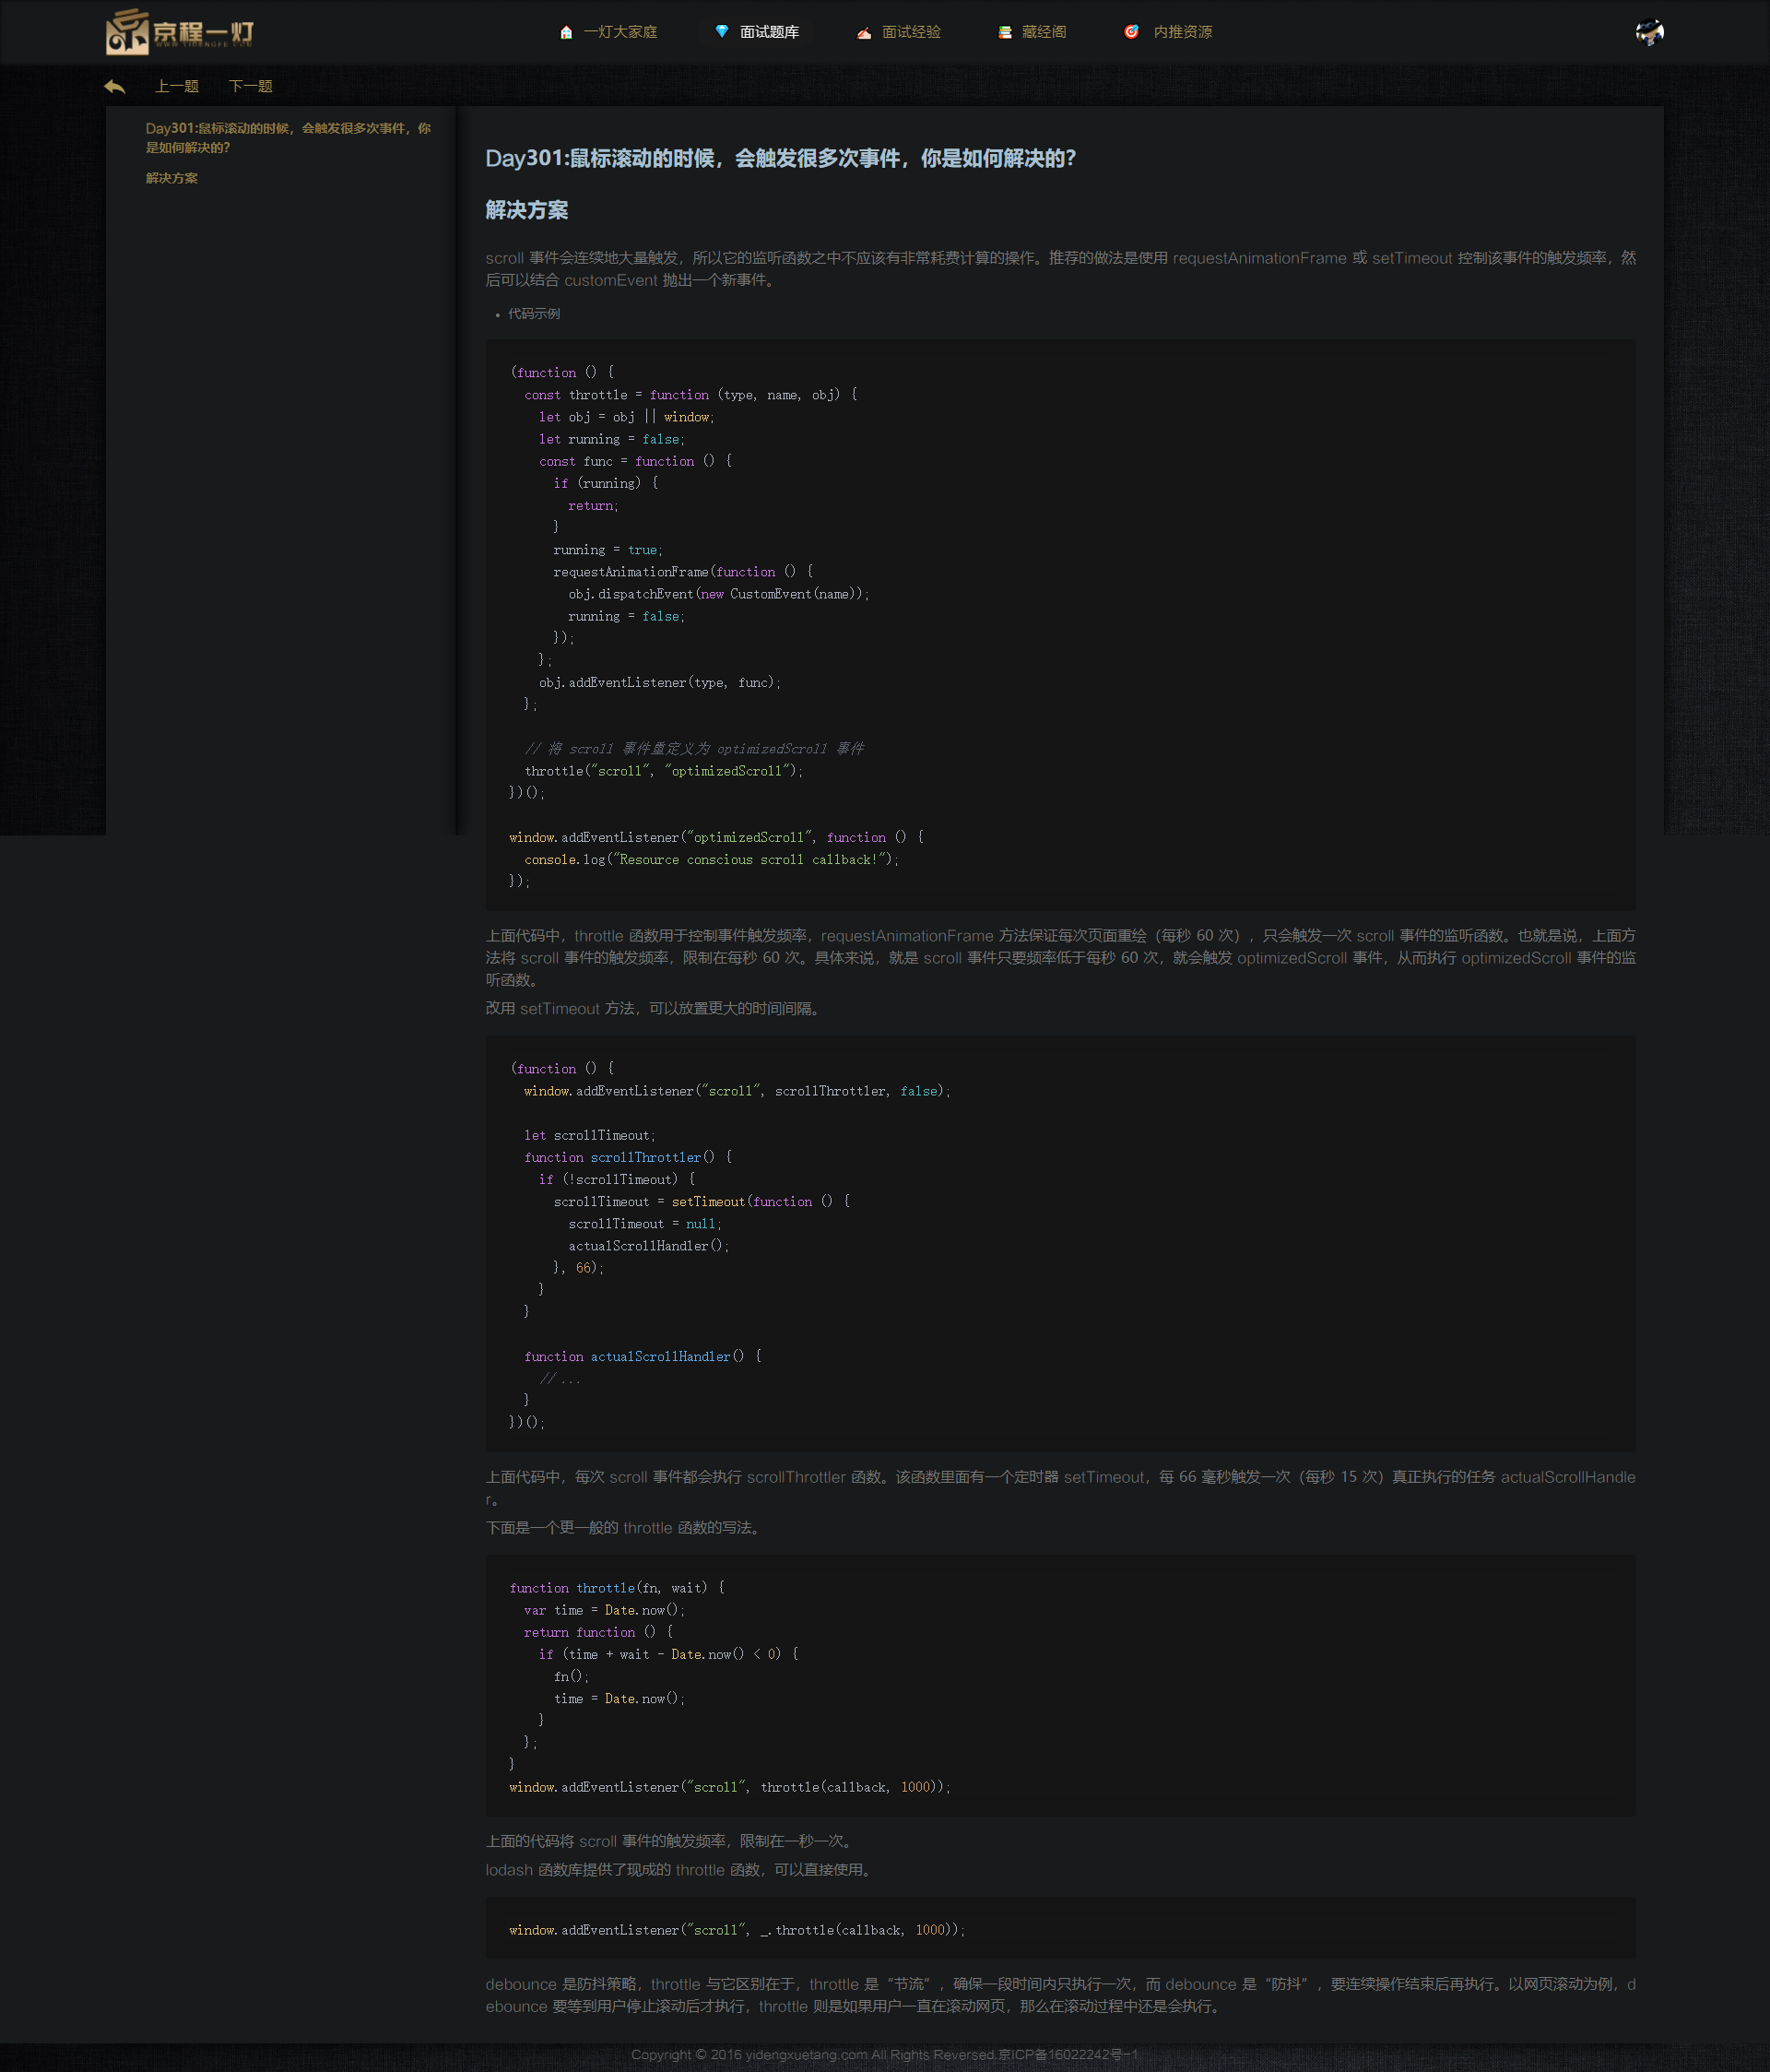 京程一灯
WWW.YIDENGFE.COM
一灯大家庭
面试题库
面试经验
藏经阁
内推资源
上一题
下一题
Day301:鼠标滚动的时候，会触发很多次事件，你
是如何解决的？
解决方案
Day301:鼠标滚动的时候，会触发很多次事件，你是如何解决的？
解决方案
scroll 事件会连续地大量触发，所以它的监听函数之中不应该有非常耗费计算的操作。推荐的做法是使用 requestAnimationFrame 或 setTimeout 控制该事件的触发频率，然
后可以结合 customEvent 抛出一个新事件。
• 代码示例
(function () {
  const throttle = function (type, name, obj) {
    let obj = obj || window;
    let running = false;
    const func = function () {
      if (running) {
        return;
      }
      running = true;
      requestAnimationFrame(function () {
        obj.dispatchEvent(new CustomEvent(name));
        running = false;
      });
    };
    obj.addEventListener(type, func);
  };
  // 将 scroll 事件重定义为 optimizedScroll 事件
  throttle("scroll", "optimizedScroll");
})();
window.addEventListener("optimizedScroll", function () {
  console.log("Resource conscious scroll callback!");
});
上面代码中，throttle 函数用于控制事件触发频率，requestAnimationFrame 方法保证每次页面重绘（每秒 60 次），只会触发一次 scroll 事件的监听函数。也就是说，上面方
法将 scroll 事件的触发频率，限制在每秒 60 次。具体来说，就是 scroll 事件只要频率低于每秒 60 次，就会触发 optimizedScroll 事件，从而执行 optimizedScroll 事件的监
听函数。
改用 setTimeout 方法，可以放置更大的时间间隔。
(function () {
  window.addEventListener("scroll", scrollThrottler, false);
  let scrollTimeout;
  function scrollThrottler() {
    if (!scrollTimeout) {
      scrollTimeout = setTimeout(function () {
        scrollTimeout = null;
        actualScrollHandler();
      }, 66);
    }
  }
  function actualScrollHandler() {
    // ...
  }
})();
上面代码中，每次 scroll 事件都会执行 scrollThrottler 函数。该函数里面有一个定时器 setTimeout，每 66 毫秒触发一次（每秒 15 次）真正执行的任务 actualScrollHandle
r。
下面是一个更一般的 throttle 函数的写法。
function throttle(fn, wait) {
  var time = Date.now();
  return function () {
    if (time + wait - Date.now() < 0) {
      fn();
      time = Date.now();
    }
  };
}
window.addEventListener("scroll", throttle(callback, 1000));
上面的代码将 scroll 事件的触发频率，限制在一秒一次。
lodash 函数库提供了现成的 throttle 函数，可以直接使用。
window.addEventListener("scroll", _.throttle(callback, 1000));
debounce 是防抖策略，throttle 与它区别在于，throttle 是“节流”，确保一段时间内只执行一次，而 debounce 是“防抖”，要连续操作结束后再执行。以网页滚动为例，d
ebounce 要等到用户停止滚动后才执行，throttle 则是如果用户一直在滚动网页，那么在滚动过程中还是会执行。
Copyright © 2016 yidengxuetang.com All Rights Reversed.京ICP备16022242号-1